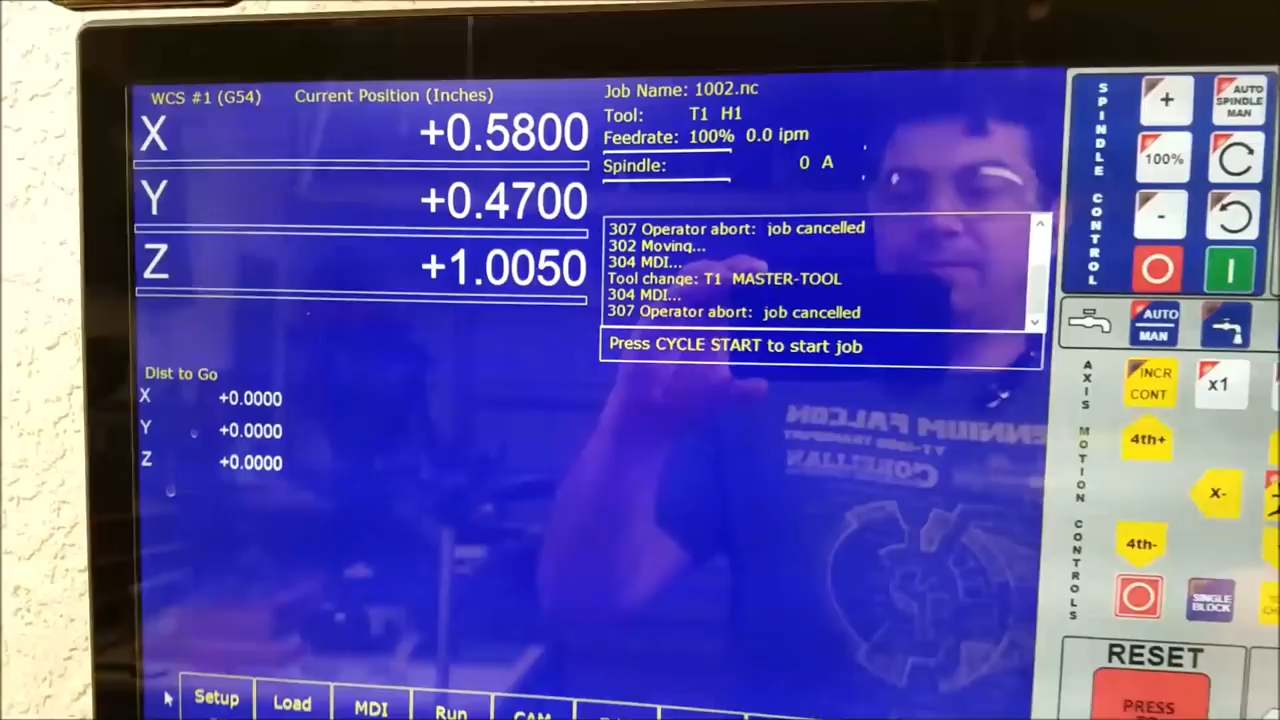 WCS #1 (G54)
Current Position (Inches)
X +0.5800
Y +0.4700
Z +1.0050
Job Name: 1002.nc
Tool: T1 H1
Feedrate: 100% 0.0 ipm
Spindle: 0 A
307 Operator abort: job cancelled
302 Moving...
304 MDI...
Tool change: T1 MASTER-TOOL
304 MDI...
307 Operator abort: job cancelled
Press CYCLE START to start job
Dist to Go
X +0.0000
Y +0.0000
Z +0.0000
Setup
Load
MDI
Run
CAM
SPINDLE CONTROL
+
AUTO
SPINDLE
MAN
100%
-
AUTO
MAN
AXIS MOTION CONTROLS
INCR
CONT
x1
4th+
X-
4th-
SINGLE
BLOCK
RESET
PRESS